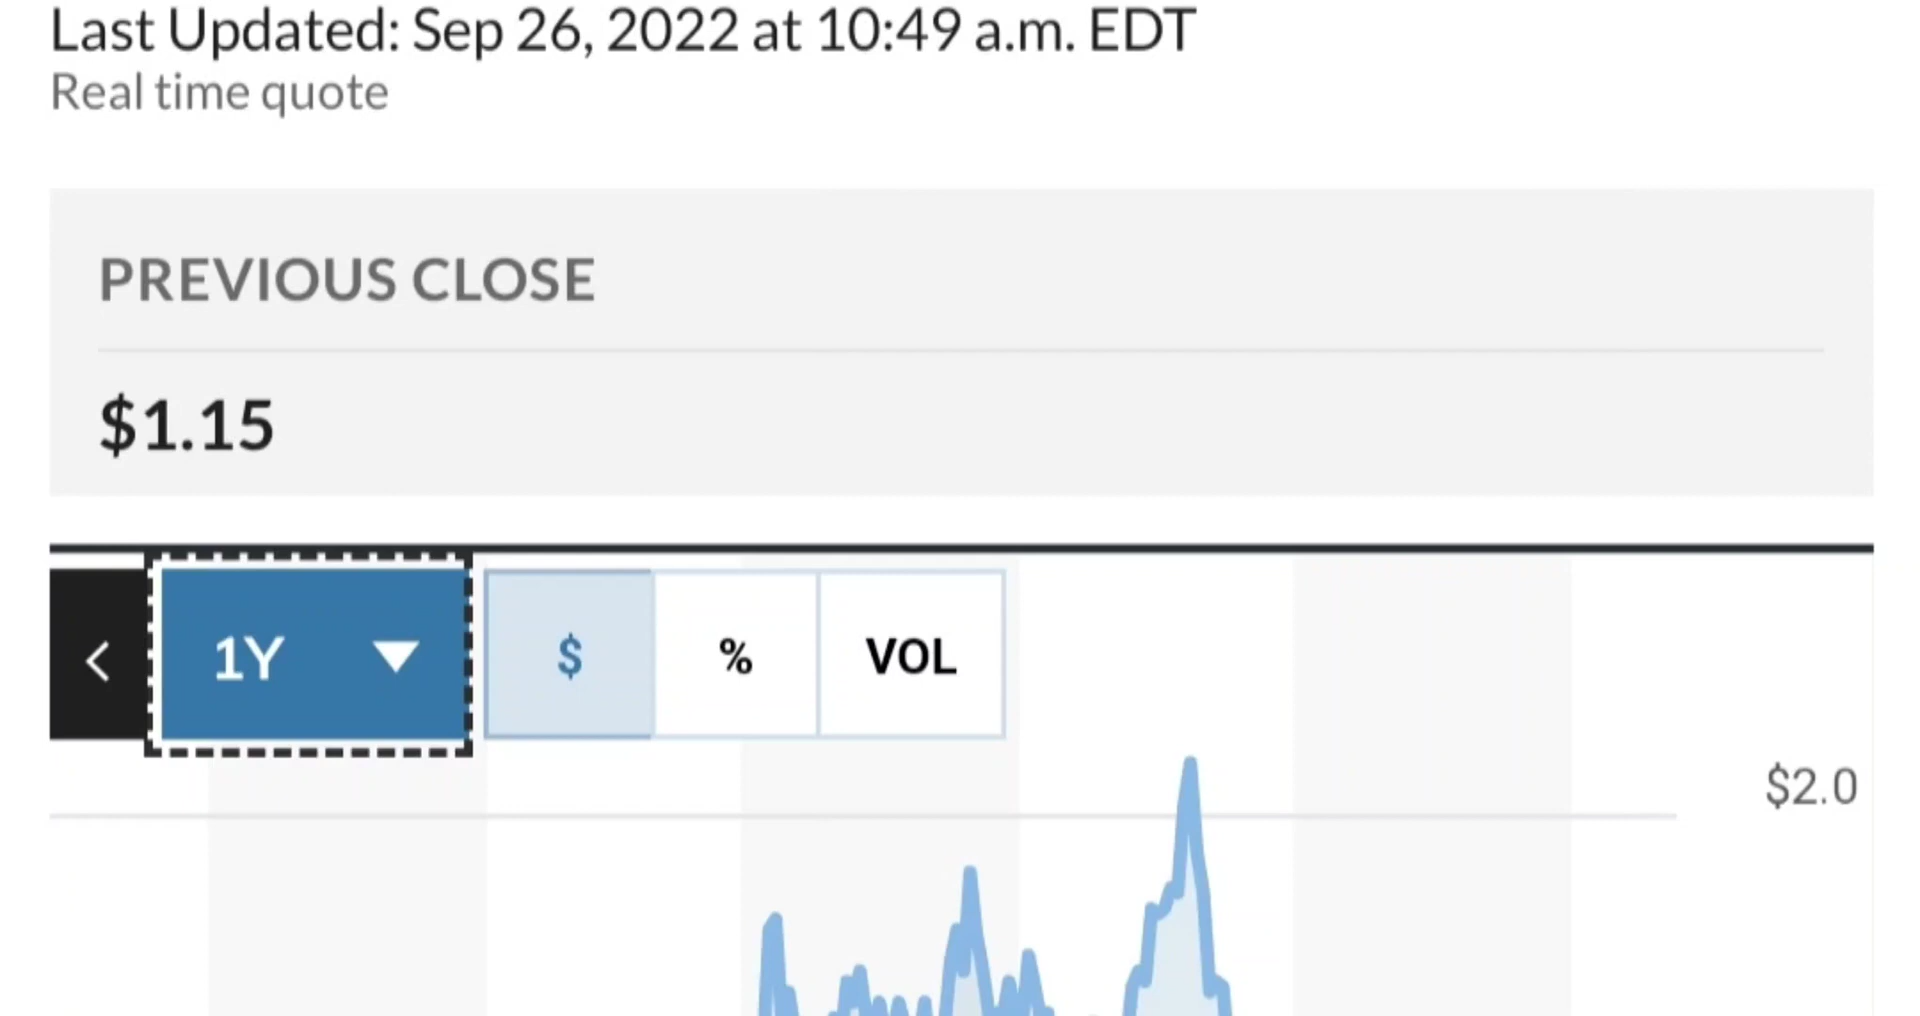 Last Updated: Sep 26, 2022 at 10:49 a.m. EDT
Real time quote
PREVIOUS CLOSE
$1.15
1Y
$
%
VOL
$2.0